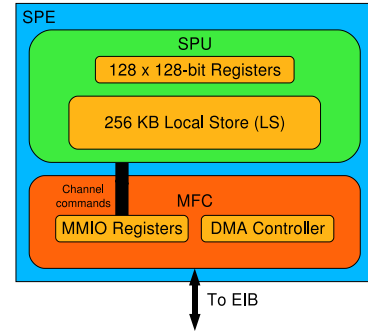 SPE
SPU
128 x 128-bit Registers
256 KB Local Store (LS)
Channel
commands
MFC
MMIO Registers
DMA Controller
To EIB